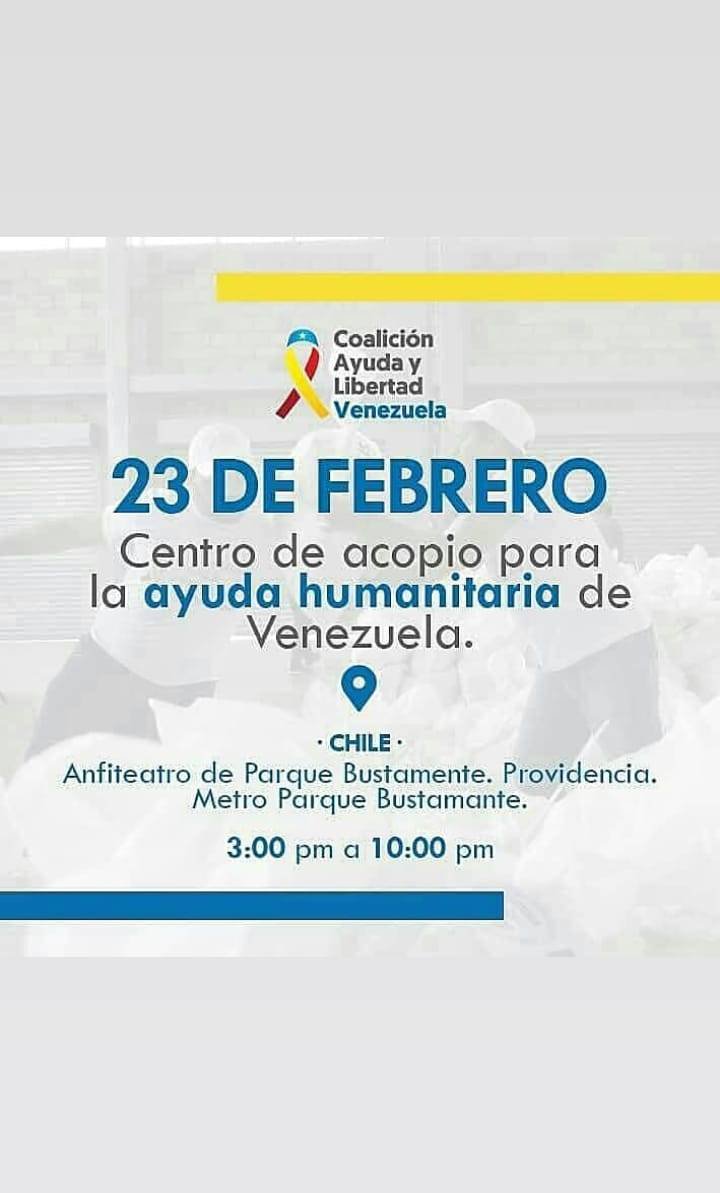 Coalición
Ayuda y
Libertad
Venezuela
23 DE FEBRERO
Centro de acopio para
la ayuda humanitaria de
Venezuela.
· CHILE ·
Anfiteatro de Parque Bustamente. Providencia.
Metro Parque Bustamante.
3:00 pm a 10:00 pm